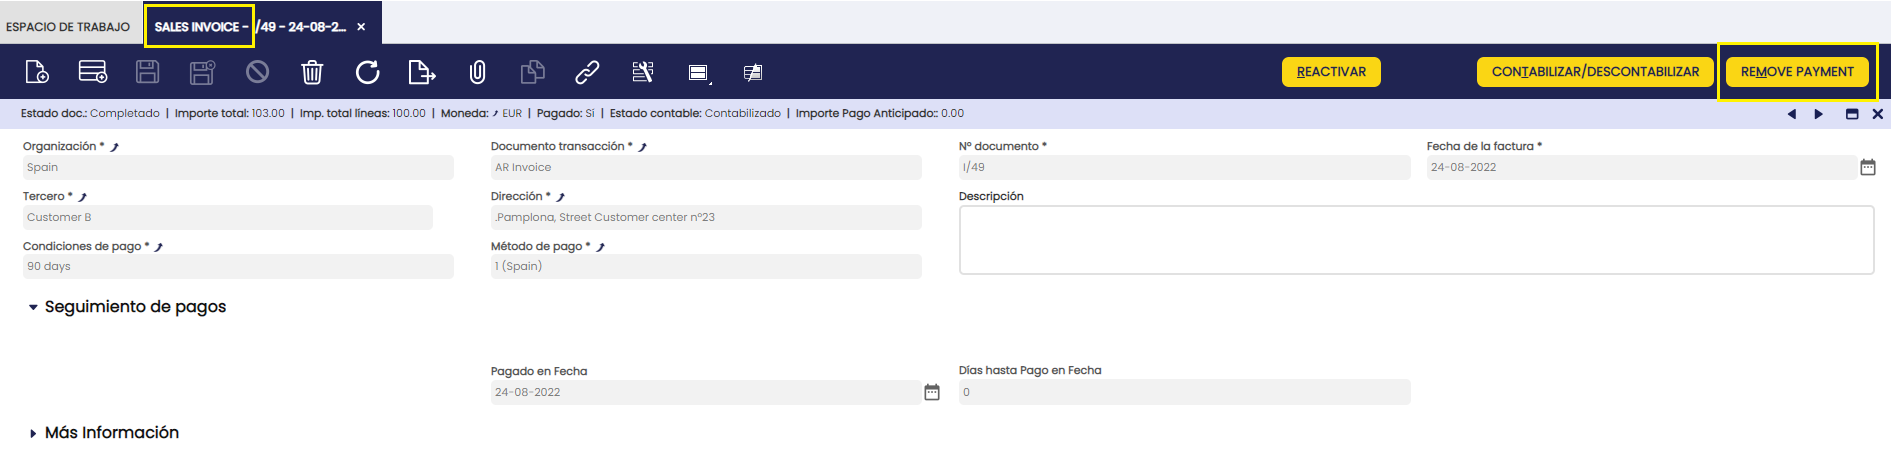 ESPACIO DE TRABAJO SALES INVOICE - I/49 - 24-08-2... ×
REACTIVAR CONTABILIZAR/DESCONTABILIZAR REMOVE PAYMENT
Estado doc.: Completado | Importe total: 103.00 | Imp. total líneas: 100.00 | Moneda: EUR | Pagado: Sí | Estado contable: Contabilizado | Importe Pago Anticipado:: 0.00
Organización * Documento transacción * Nº documento * Fecha de la factura *
Spain AR Invoice I/49 24-08-2022
Tercero * Dirección * Descripción
Customer B .Pamplona, Street Customer center nº23
Condiciones de pago * Método de pago *
90 days 1 (Spain)
Seguimiento de pagos
Pagado en Fecha Días hasta Pago en Fecha
24-08-2022 0
Más Información